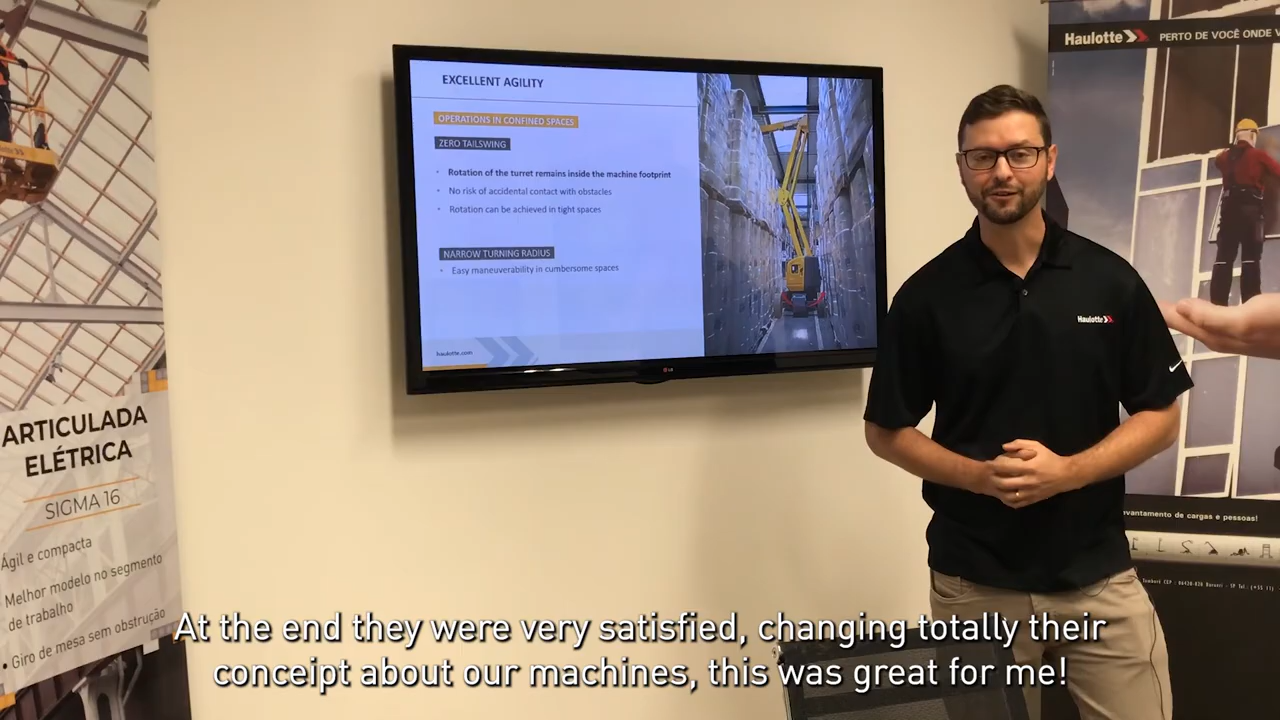 Haulotte PERTO DE VOCÊ ONDE V
EXCELLENT AGILITY
OPERATIONS IN CONFINED SPACES
ZERO TAILSWING
• Rotation of the turret remains inside the machine footprint
• No risk of accidental contact with obstacles
• Rotation can be achieved in tight spaces
NARROW TURNING RADIUS
• Easy maneuverability in cumbersome spaces
haulotte.com
LG
Haulotte
ARTICULADA
ELÉTRICA
SIGMA 16
Ágil e compacta
Melhor modelo no segmento
de trabalho
• Giro de mesa sem obstrução
vantamento de cargas e pessoas!
At the end they were very satisfied, changing totally their
conceipt about our machines, this was great for me!